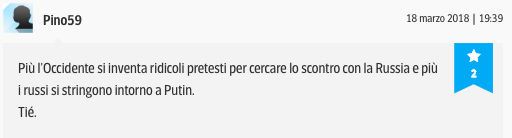 Pino59
18 marzo 2018 | 19:39
Più l'Occidente si inventa ridicoli pretesti per cercare lo scontro con la Russia e più
i russi si stringono intorno a Putin.
Tié.
2